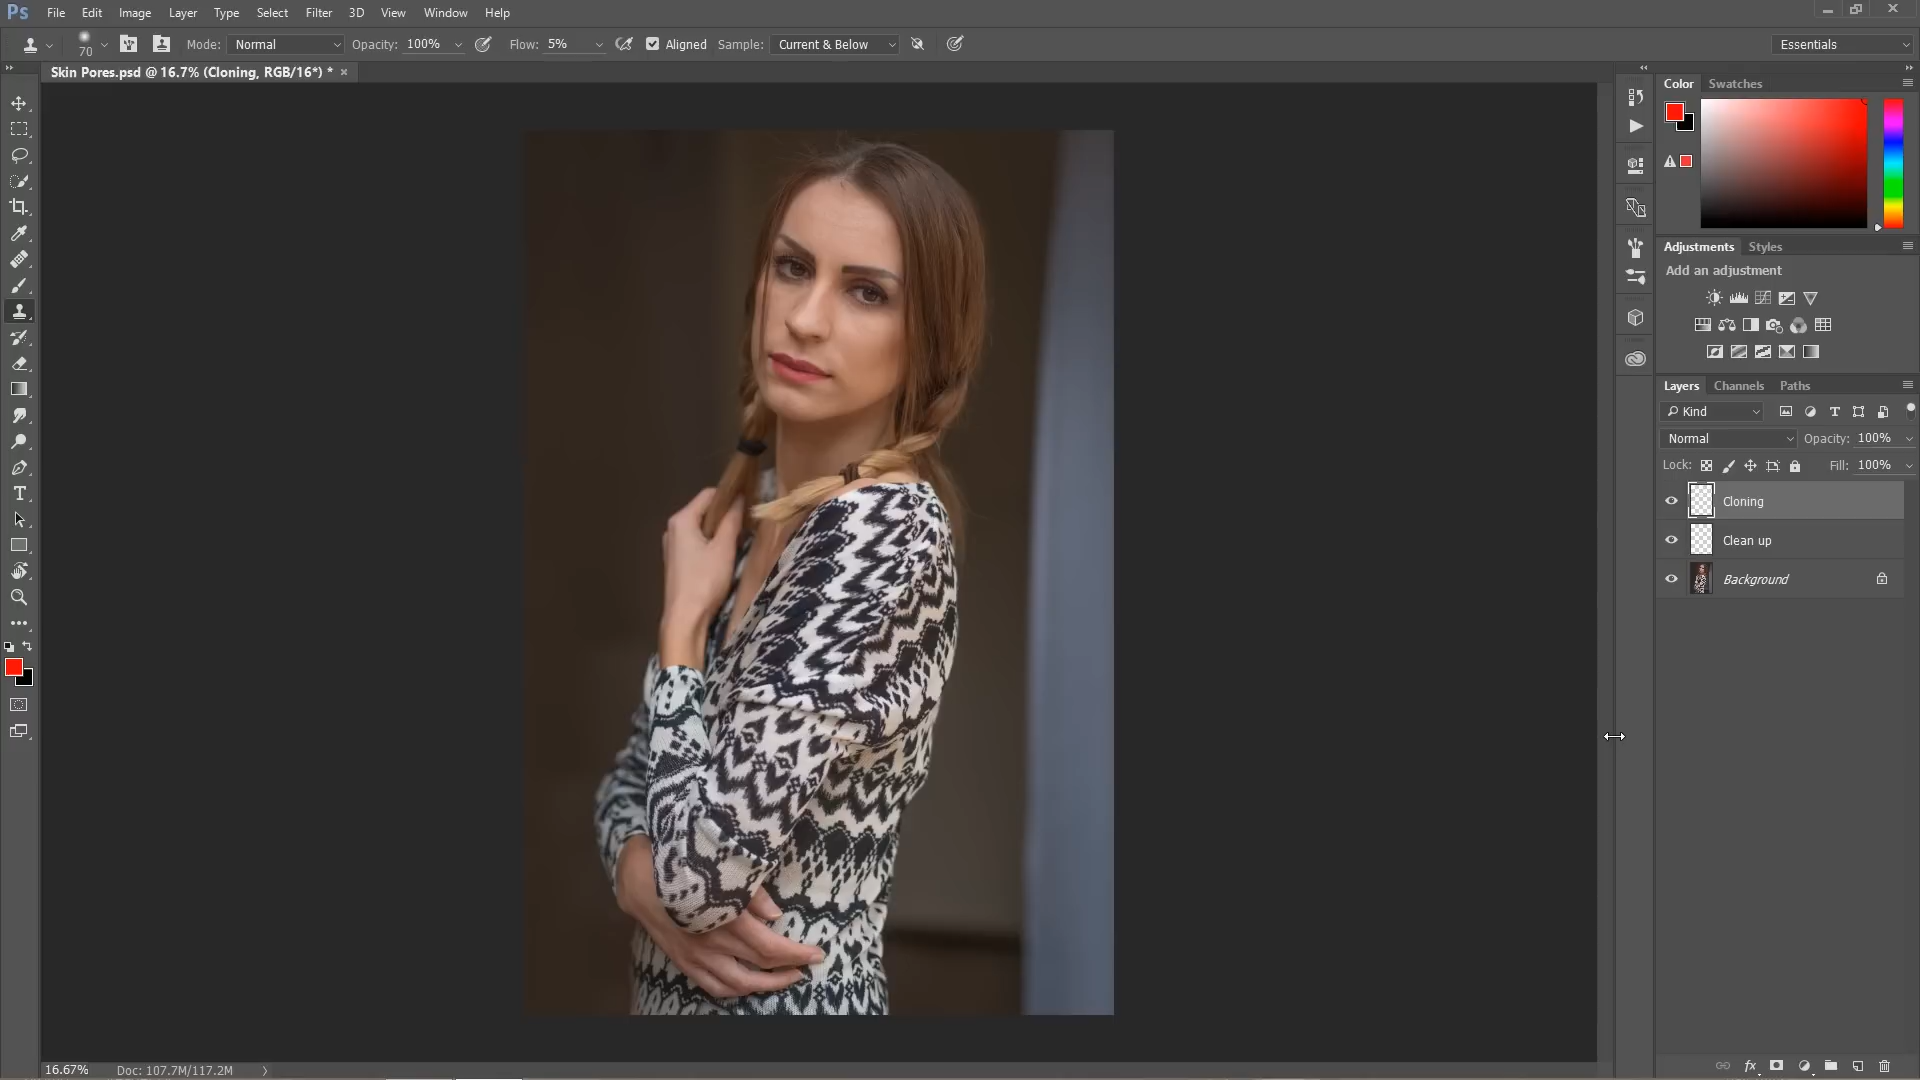 Ps File Edit Image Layer Type Select Filter 3D View Window Help
70 Mode: Normal Opacity: 100% Flow: 5% Aligned Sample: Current & Below Essentials
Skin Pores.psd @ 16.7% (Cloning, RGB/16*) *
Color Swatches
Adjustments Styles
Add an adjustment
Layers Channels Paths
Kind
Normal Opacity: 100%
Lock: Fill: 100%
Cloning
Clean up
Background
16.67% Doc: 107.7M/117.2M